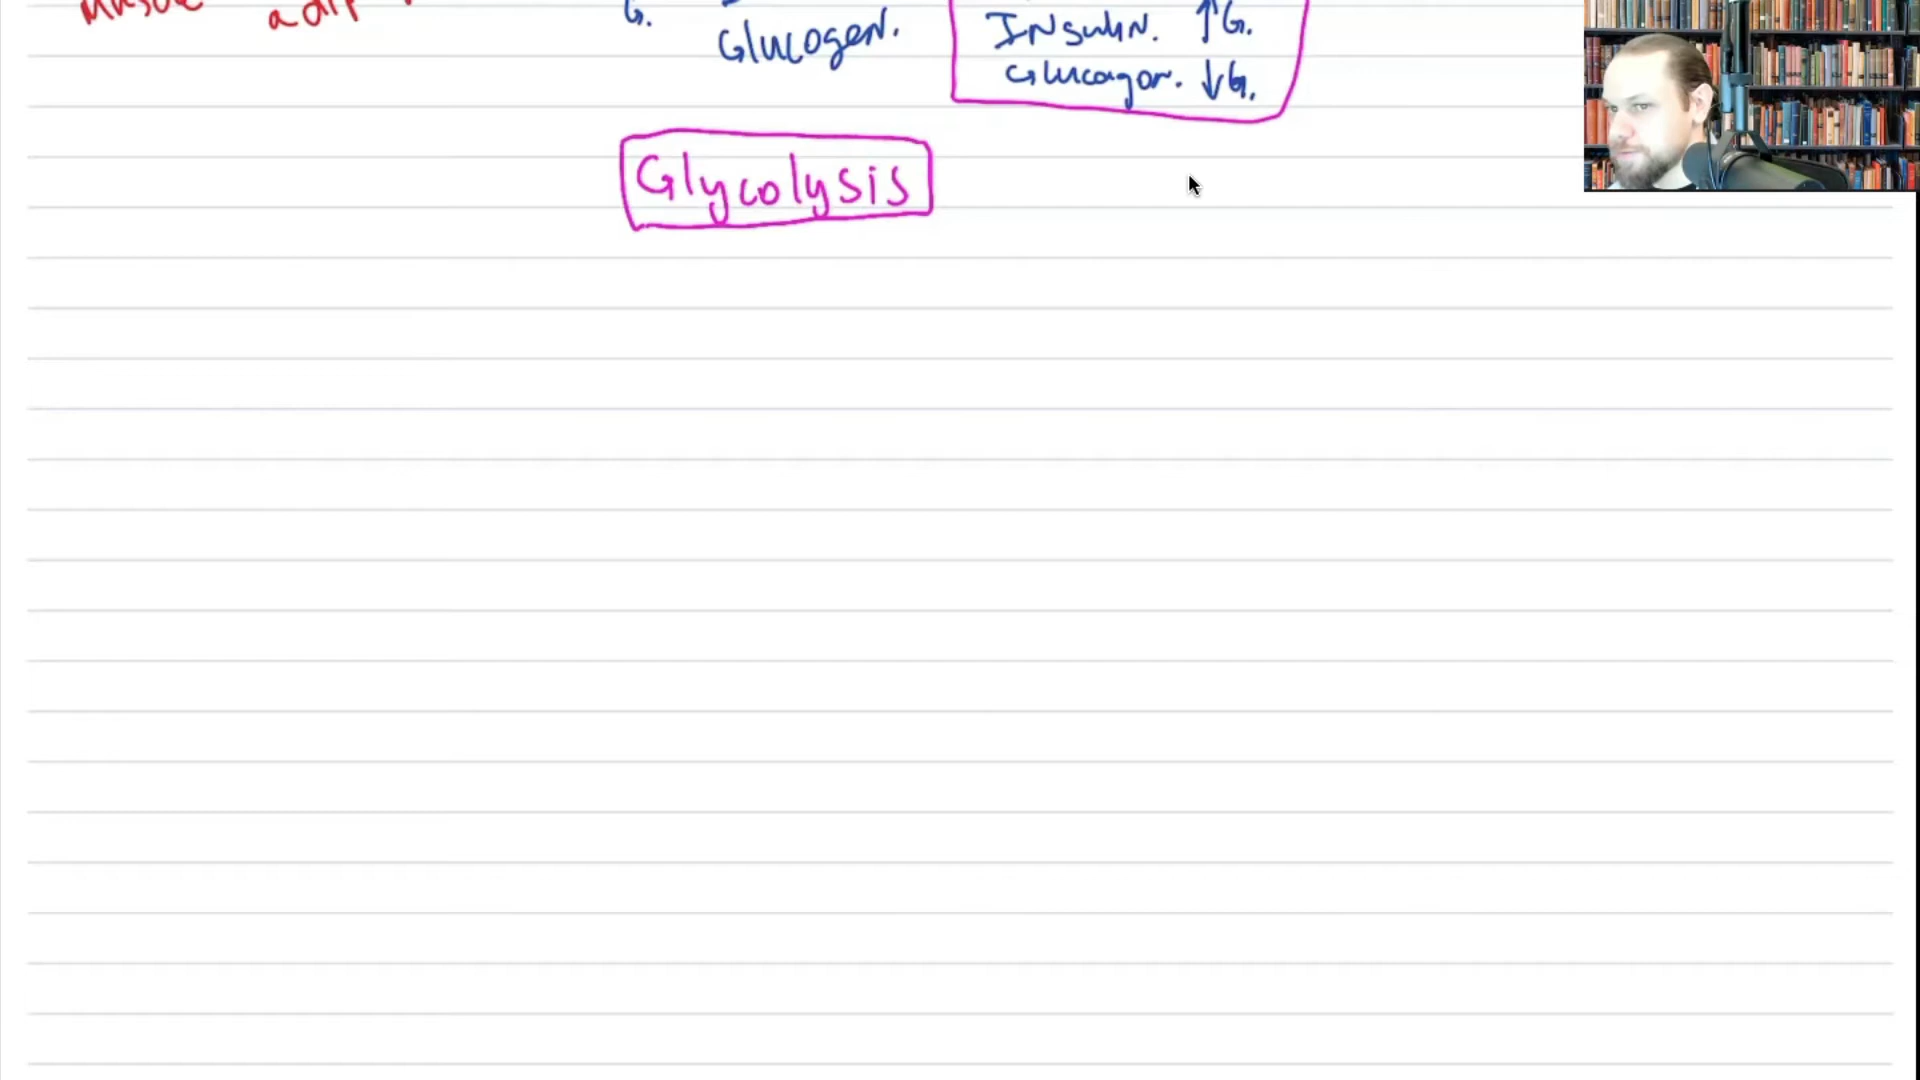 G.
Glucogen.
Insulin. ↑G.
Glucagon. ↓G.
Glycolysis